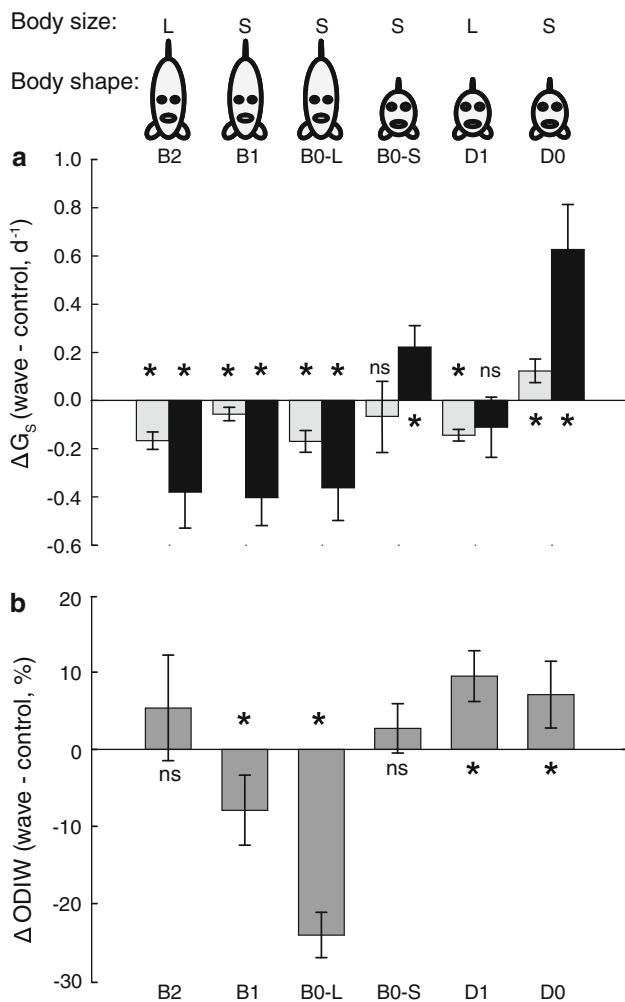 Body size: L S S S L S
Body shape:
a B2 B1 B0-L B0-S D1 D0
1.0
0.8
0.6
0.4
0.2
0.0
-0.2
-0.4
-0.6
ΔG_S (wave - control, d⁻¹)
* * * * * * ns * ns
* * *
b
20
10
0
-10
-20
-30
Δ ODIW (wave - control, %)
* *
ns ns * *
B2 B1 B0-L B0-S D1 D0